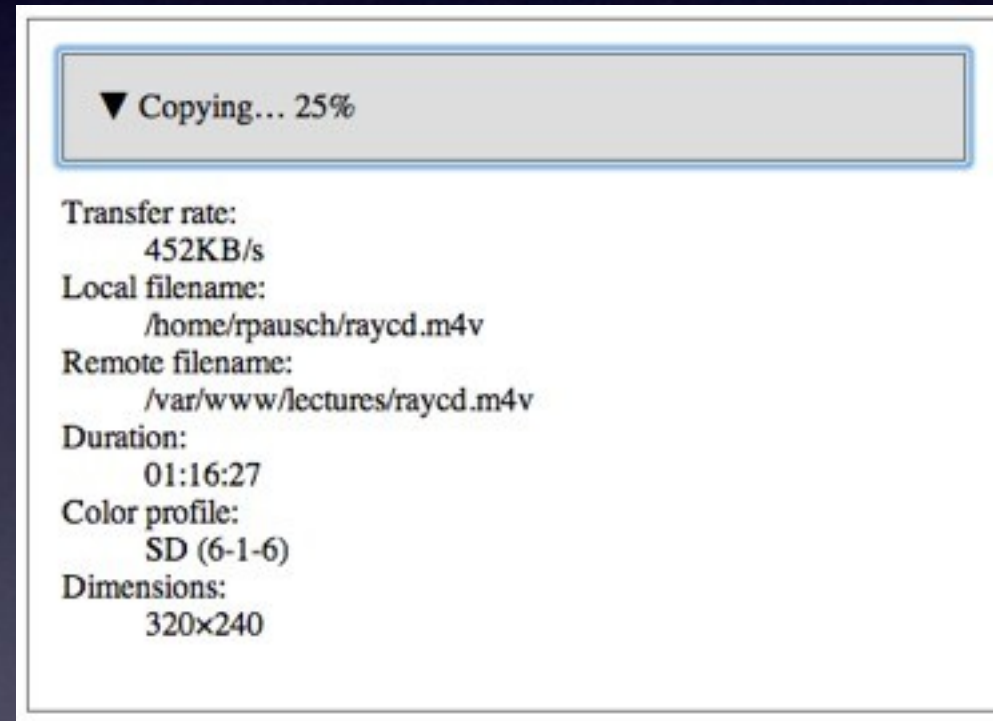 ▼ Copying… 25%
Transfer rate:
452KB/s
Local filename:
/home/rpausch/raycd.m4v
Remote filename:
/var/www/lectures/raycd.m4v
Duration:
01:16:27
Color profile:
SD (6-1-6)
Dimensions:
320×240